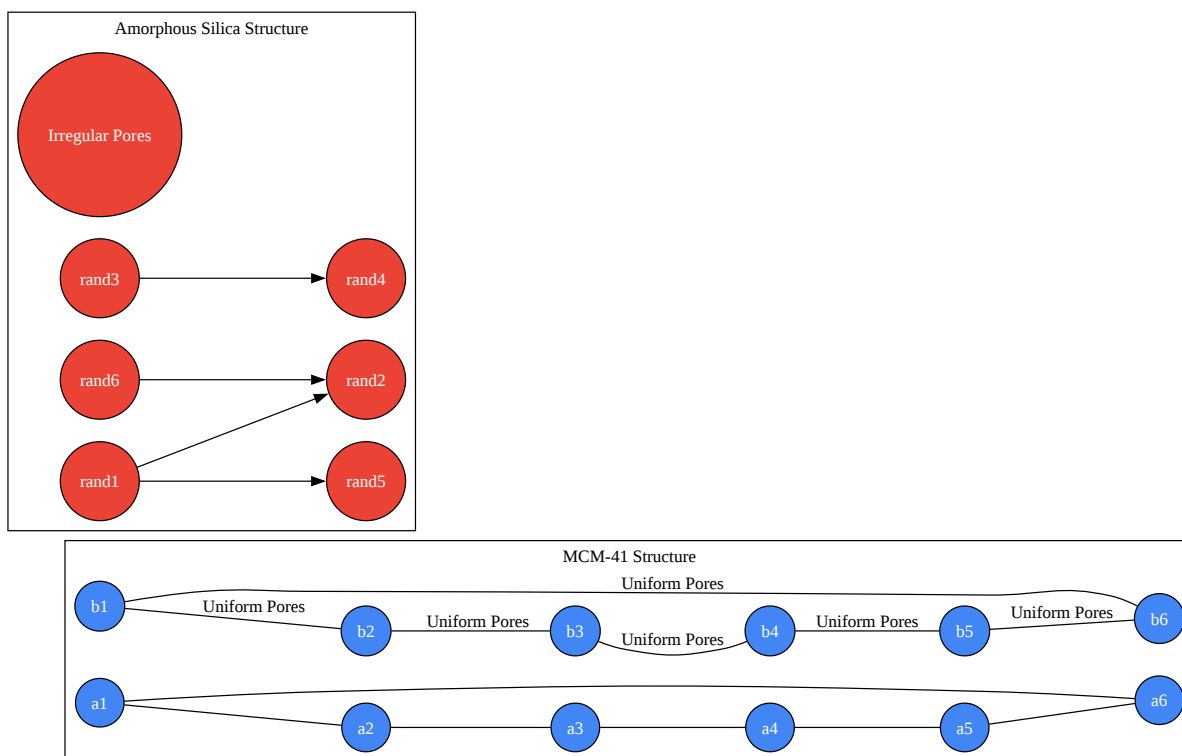 Amorphous Silica Structure
Irregular Pores
rand3
rand4
rand6
rand2
rand1
rand5
MCM-41 Structure
Uniform Pores
b1
Uniform Pores
b2
Uniform Pores
b3
Uniform Pores
b4
Uniform Pores
b5
Uniform Pores
b6
a1
a2
a3
a4
a5
a6